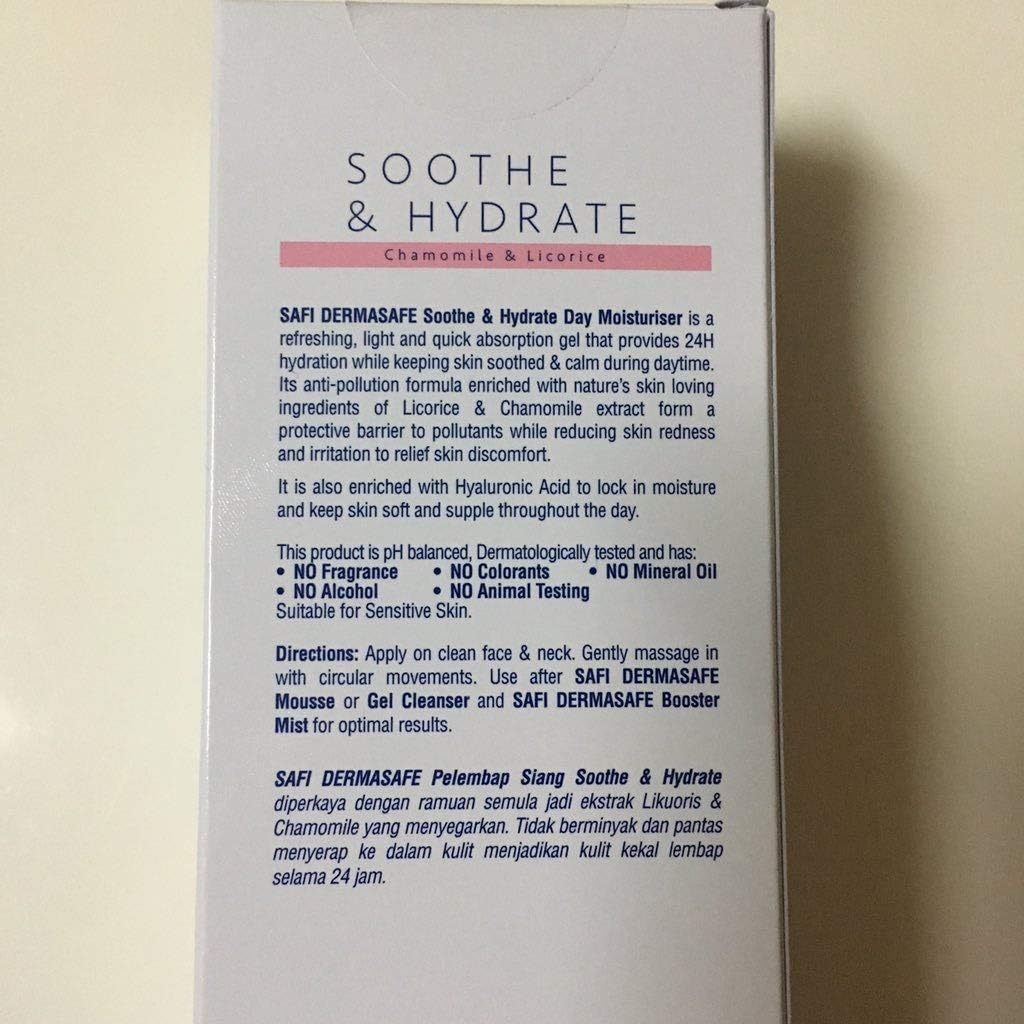 SOOTHE
& HYDRATE
Chamomile & Licorice
SAFI DERMASAFE Soothe & Hydrate Day Moisturiser is a
refreshing, light and quick absorption gel that provides 24H
hydration while keeping skin soothed & calm during daytime.
Its anti-pollution formula enriched with nature's skin loving
ingredients of Licorice & Chamomile extract form a
protective barrier to pollutants while reducing skin redness
and irritation to relief skin discomfort.
It is also enriched with Hyaluronic Acid to lock in moisture
and keep skin soft and supple throughout the day.
This product is pH balanced, Dermatologically tested and has:
• NO Fragrance • NO Colorants • NO Mineral Oil
• NO Alcohol • NO Animal Testing
Suitable for Sensitive Skin.
Directions: Apply on clean face & neck. Gently massage in
with circular movements. Use after SAFI DERMASAFE
Mousse or Gel Cleanser and SAFI DERMASAFE Booster
Mist for optimal results.
SAFI DERMASAFE Pelembap Siang Soothe & Hydrate
diperkaya dengan ramuan semula jadi ekstrak Likuoris &
Chamomile yang menyegarkan. Tidak berminyak dan pantas
menyerap ke dalam kulit menjadikan kulit kekal lembap
selama 24 jam.